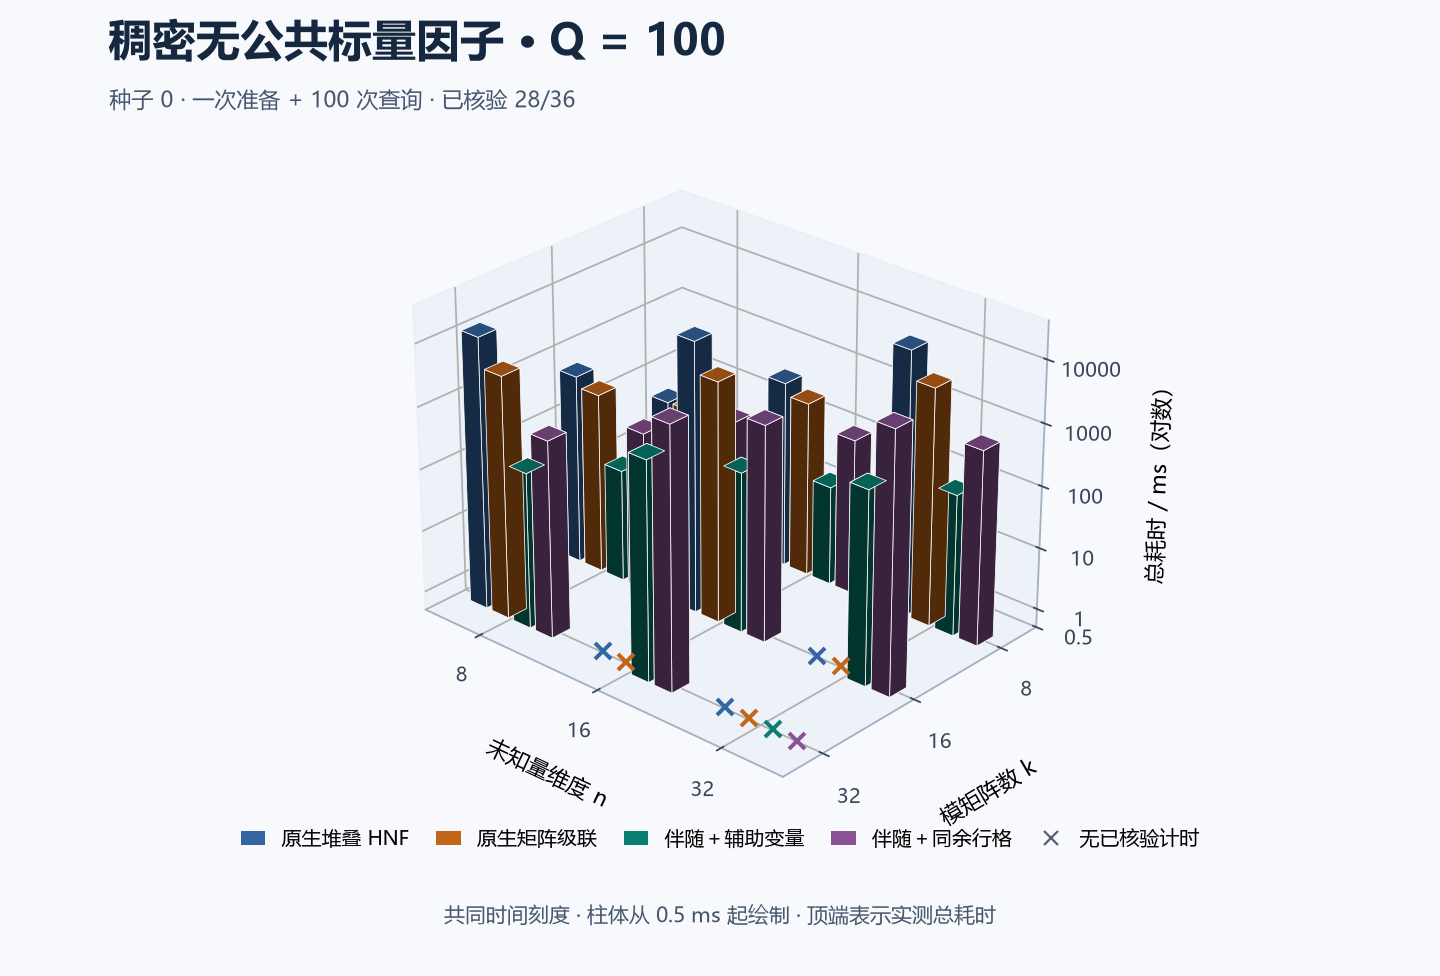 稠密无公共标量因子 • Q = 100
种子 0 · 一次准备 + 100 次查询 · 已核验 28/36
10000
1000
100
10
1
0.5
总耗时 / ms（对数）
8
16
32
未知量维度 n
8
16
32
模矩阵数 k
原生堆叠 HNF 原生矩阵级联 伴随 + 辅助变量 伴随 + 同余行格 无已核验计时
共同时间刻度 · 柱体从 0.5 ms 起绘制 · 顶端表示实测总耗时